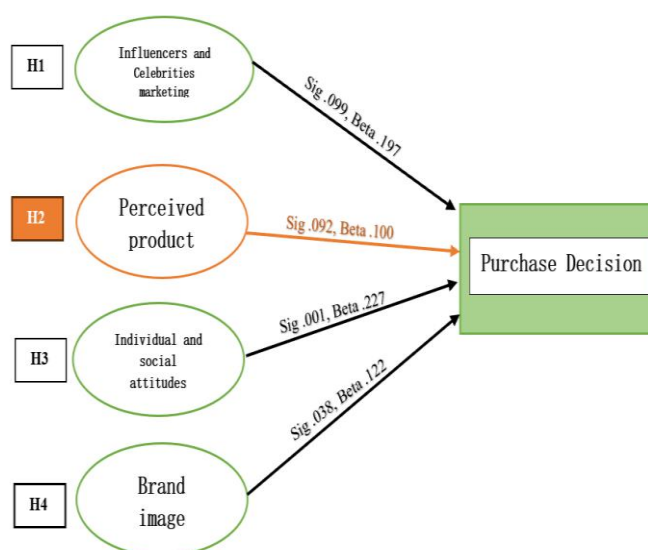 H1
Influencers and
Celebrities
marketing
Sig .099, Beta .197
H2
Perceived
product
Sig .092, Beta .100
Purchase Decision
H3
Individual and
social
attitudes
Sig .001, Beta .227
H4
Brand
image
Sig .038, Beta .122